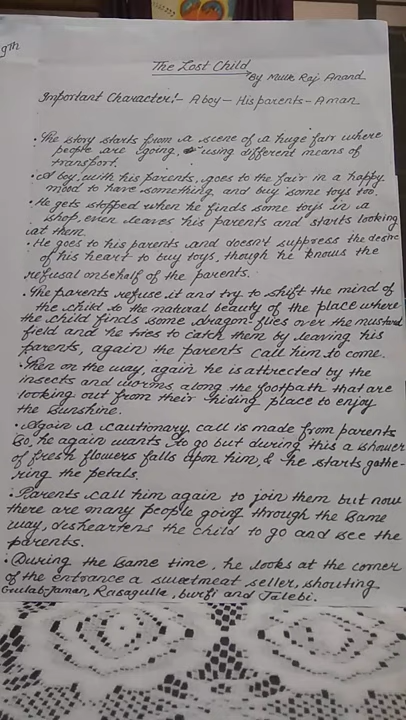 9th
The Lost Child
By Mulk Raj Anand
Important Character:- A boy - His parents - A man
• The story starts from a scene of a huge fair where
people are going, using different means of
transport.
• A boy, with his parents, goes to the fair in a happy
mood to have something, and buy some toys too.
• He gets stopped when he finds some toys in a
shop, even leaves his parents and starts looking
at them.
• He goes to his parents and doesn't suppress the desire
of his heart to buy toys, though he knows the
refusal onbehalf of the parents.
• The parents refuse it and try to shift the mind of
the child to the natural beauty of the place where
the child finds some dragon-flies over the mustard
field and he tries to catch them by leaving his
parents, again the parents call him to come.
• Then on the way, again he is attrected by the
insects and worms along the footpath that are
looking out from their hiding place to enjoy
the sunshine.
• Again a cautionary call is made from parents
so, he again wants to go but during this a shower
of fresh flowers falls upon him, & he starts gathe-
ring the petals.
• Parents call him again to join them but now
there are many people going through the same
way, desheartens the child to go and see the
parents.
• During the same time, he looks at the corner
of the entrance a sweetmeat seller, shouting
Gulab-Jaman, Rasagulla, burfi and Jalebi.